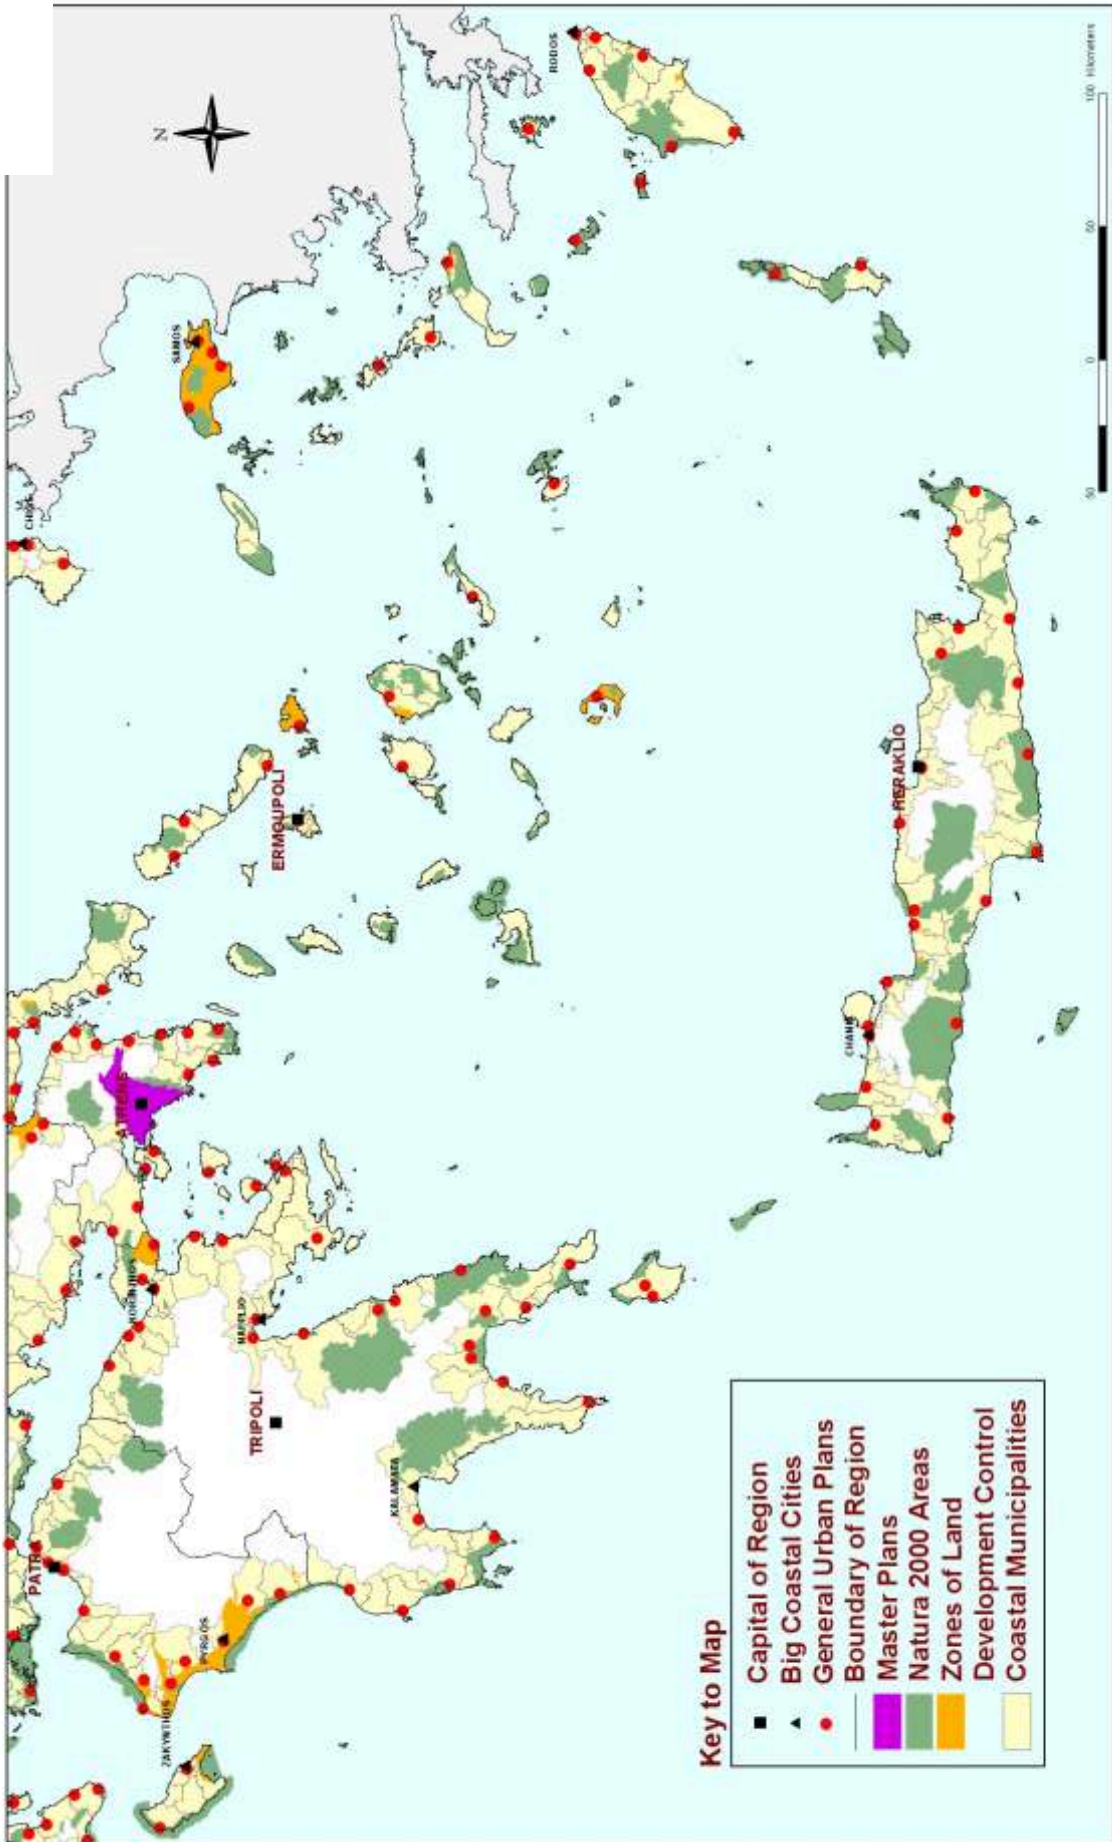 N
CHIOS
SAMOS
RODOS
ERMOUPOLI
ATHENS
KORINTHOS
NAFPLIO
TRIPOLI
PATRA
PYRGOS
ZAKYNTHOS
KALAMATA
CHANIA
HERAKLIO
50
0
50
100 Kilometers
Key to Map
Capital of Region
Big Coastal Cities
General Urban Plans
Boundary of Region
Master Plans
Natura 2000 Areas
Zones of Land
Development Control
Coastal Municipalities